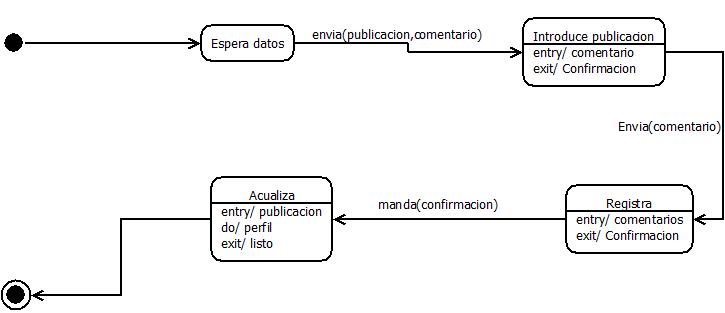 Espera datos
envia(publicacion,comentario)
Introduce publicacion
entry/ comentario
exit/ Confirmacion
Envia(comentario)
Registra
entry/ comentarios
exit/ Confirmacion
manda(confirmacion)
Acualiza
entry/ publicacion
do/ perfil
exit/ listo